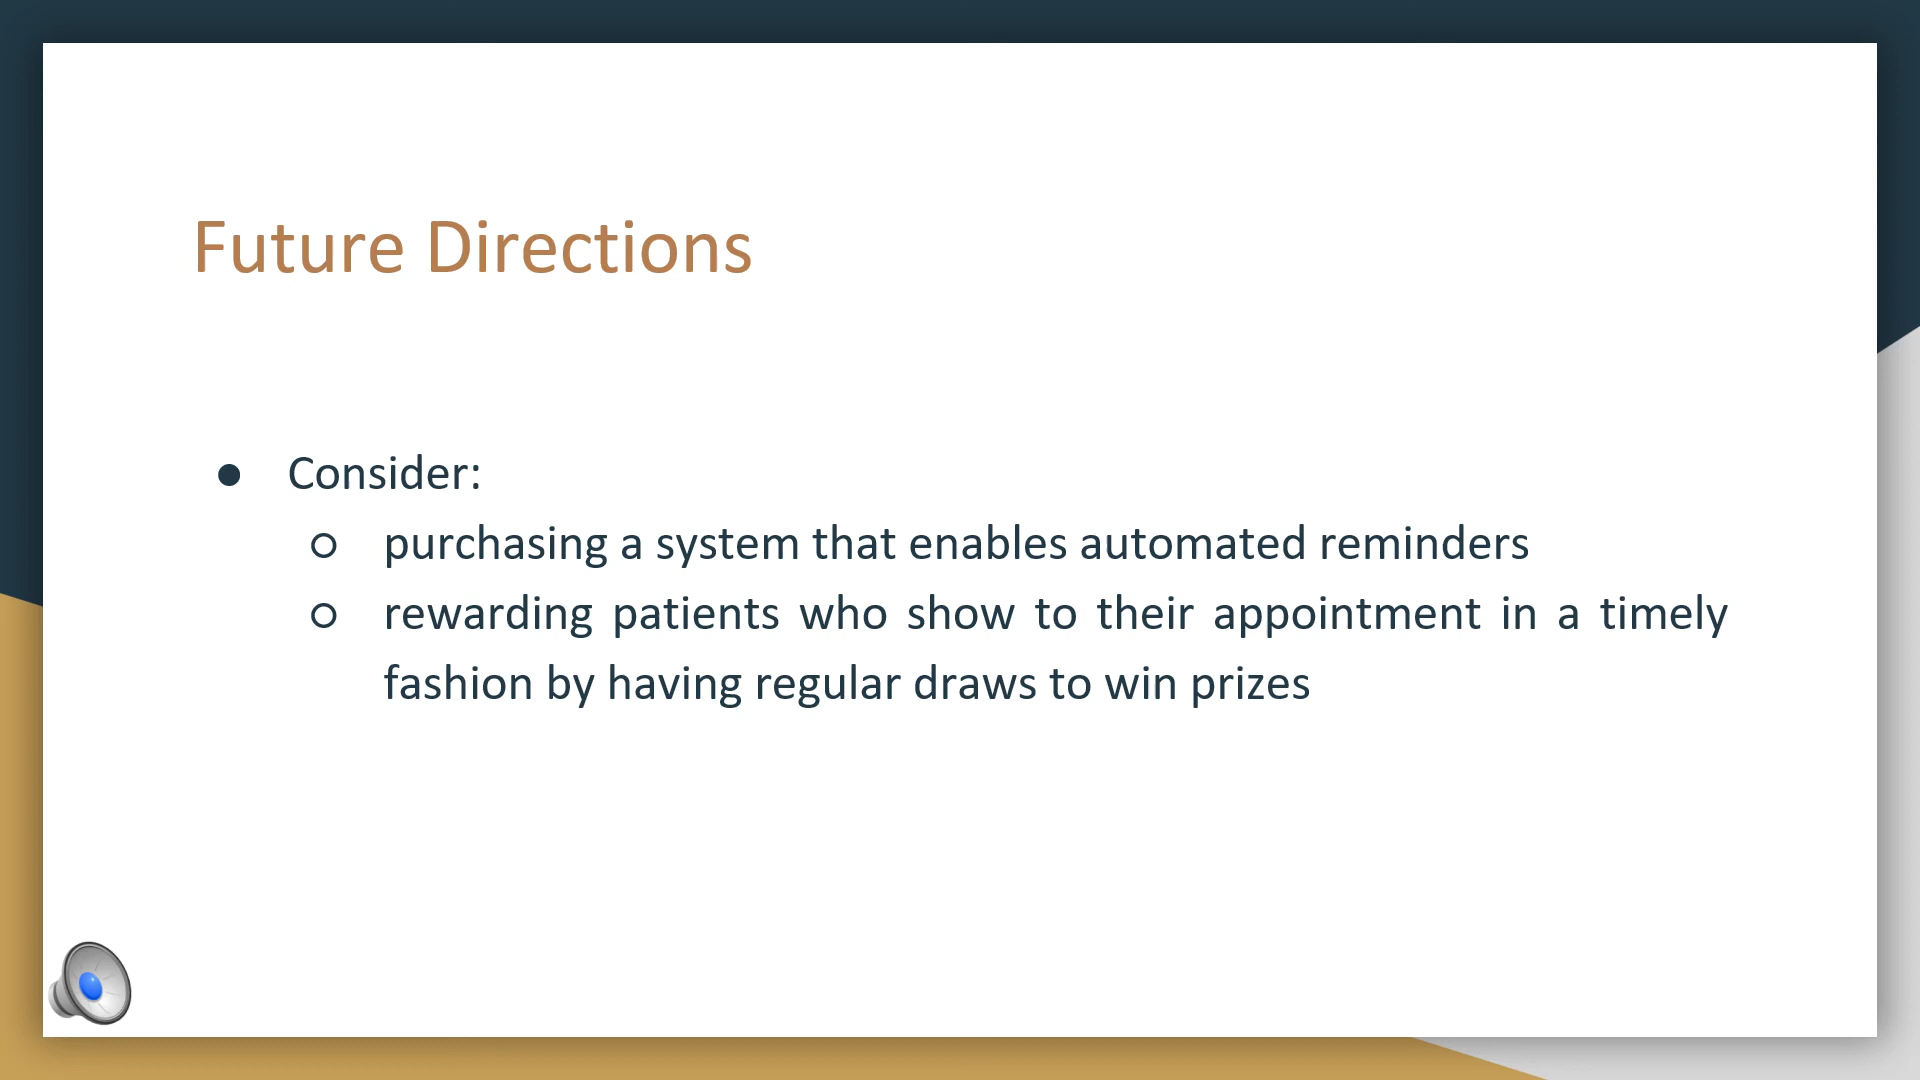 Future Directions
● Consider:
○ purchasing a system that enables automated reminders
○ rewarding patients who show to their appointment in a timely
fashion by having regular draws to win prizes